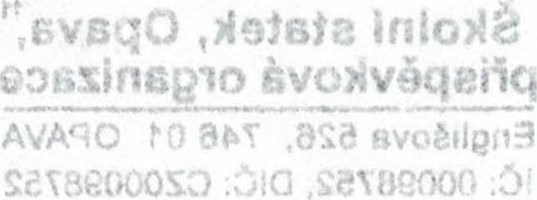 Školní statek, Opava, "
příspěvková organizace
Englišova 526, 746 01 OPAVA
IČ: 00098752, DIČ: CZ00098752